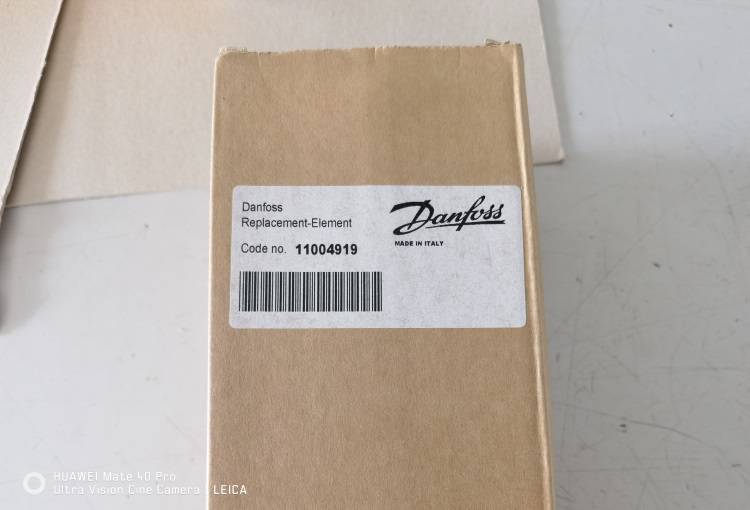 Danfoss
Replacement-Element
Code no. 11004919
Danfoss
MADE IN ITALY
HUAWEI Mate 40 Pro
Ultra Vision Cine Camera | LEICA